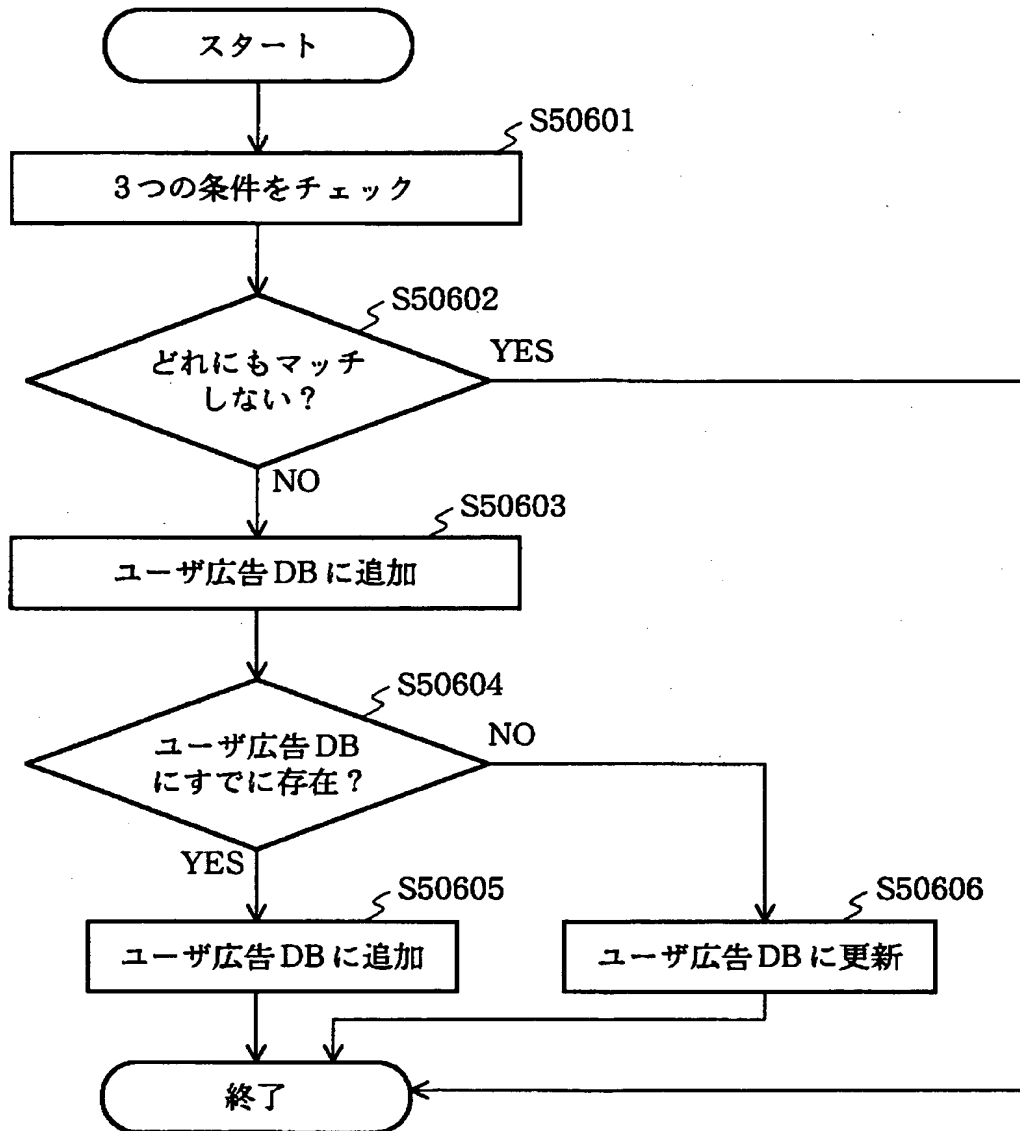 スタート
S50601
3つの条件をチェック
S50602
どれにもマッチ
しない？
YES
NO
S50603
ユーザ広告DBに追加
S50604
ユーザ広告DB
にすでに存在？
NO
YES
S50605
S50606
ユーザ広告DBに追加
ユーザ広告DBに更新
終了